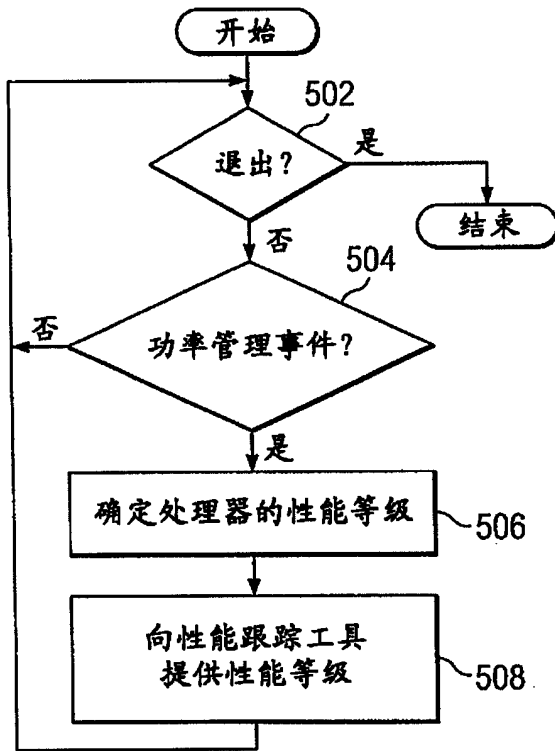 开始
502
退出?
是
结束
否
504
功率管理事件?
否
是
确定处理器的性能等级
506
向性能跟踪工具
提供性能等级
508